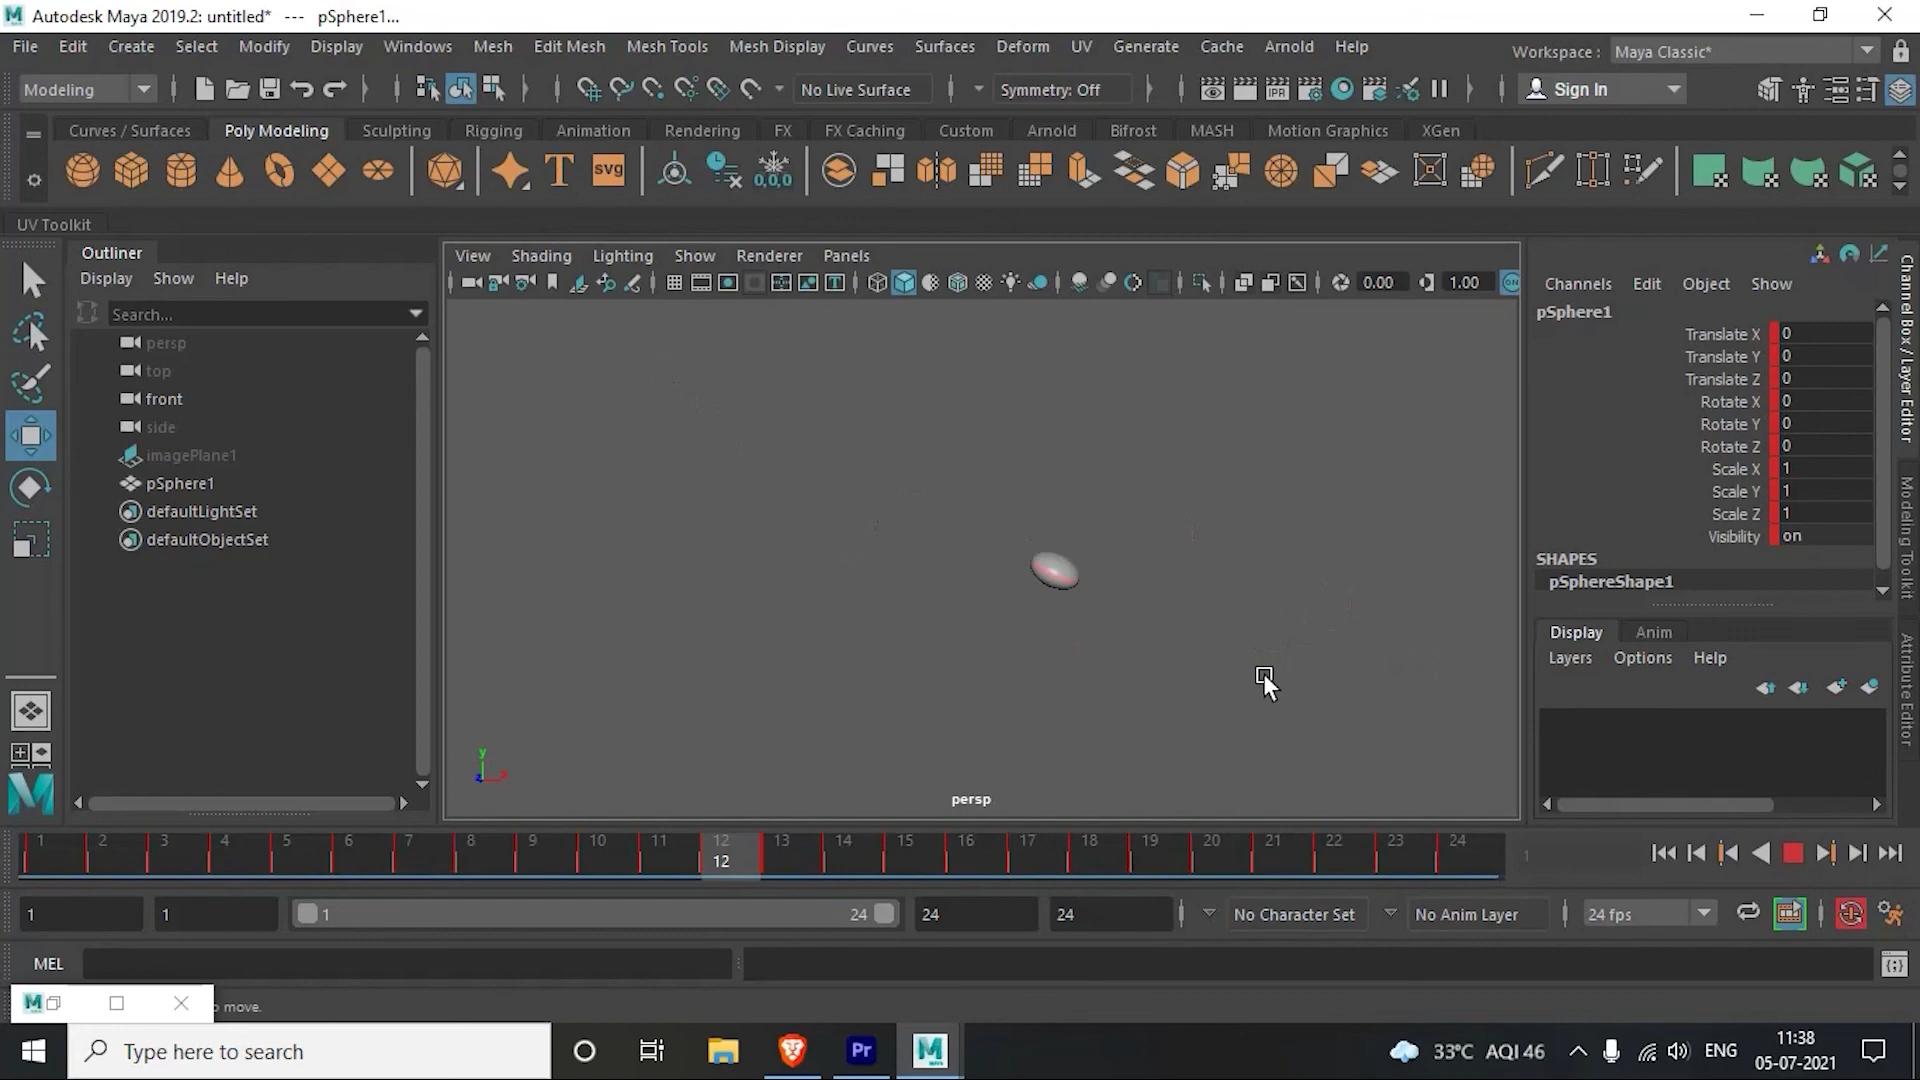 Autodesk Maya 2019.2: untitled* --- pSphere1...
File Edit Create Select Modify Display Windows Mesh Edit Mesh Mesh Tools Mesh Display Curves Surfaces Deform UV Generate Cache Arnold Help
Workspace : Maya Classic*
Modeling No Live Surface Symmetry: Off IPR Sign In
Curves / Surfaces Poly Modeling Sculpting Rigging Animation Rendering FX FX Caching Custom Arnold Bifrost MASH Motion Graphics XGen
T svg 0,0,0
UV Toolkit
Outliner
Display Show Help
Search...
persp
top
front
side
imagePlane1
pSphere1
defaultLightSet
defaultObjectSet
View Shading Lighting Show Renderer Panels
0.00 1.00 ON
y
z x
persp
Channels Edit Object Show
pSphere1
Translate X 0
Translate Y 0
Translate Z 0
Rotate X 0
Rotate Y 0
Rotate Z 0
Scale X 1
Scale Y 1
Scale Z 1
Visibility on
SHAPES
pSphereShape1
Display Anim
Layers Options Help
Channel Box / Layer Editor
Modeling Toolkit
Attribute Editor
1 2 3 4 5 6 7 8 9 10 11 12 13 14 15 16 17 18 19 20 21 22 23 24
12
1
1 1 1 24 24 24 No Character Set No Anim Layer 24 fps
MEL
M o move.
Type here to search
Pr M
33°C AQI 46 ENG
11:38
05-07-2021